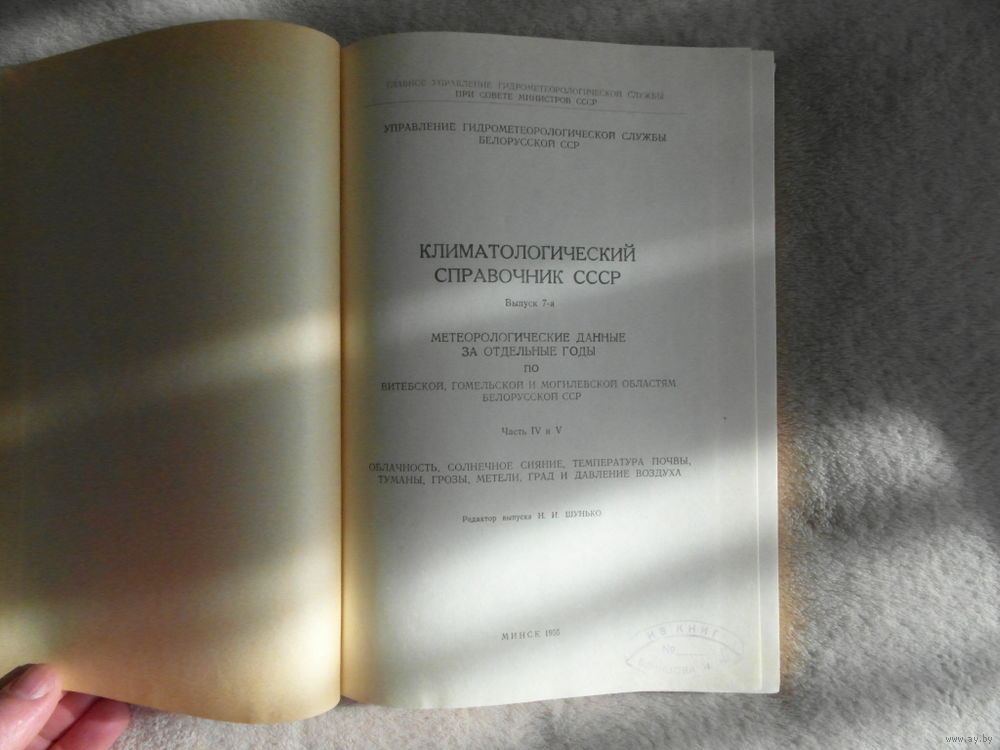 ГЛАВНОЕ УПРАВЛЕНИЕ ГИДРОМЕТЕОРОЛОГИЧЕСКОЙ СЛУЖБЫ
ПРИ СОВЕТЕ МИНИСТРОВ СССР
УПРАВЛЕНИЕ ГИДРОМЕТЕОРОЛОГИЧЕСКОЙ СЛУЖБЫ
БЕЛОРУССКОЙ ССР
КЛИМАТОЛОГИЧЕСКИЙ
СПРАВОЧНИК СССР
Выпуск 7-а
МЕТЕОРОЛОГИЧЕСКИЕ ДАННЫЕ
ЗА ОТДЕЛЬНЫЕ ГОДЫ
ПО
ВИТЕБСКОЙ, ГОМЕЛЬСКОЙ И МОГИЛЕВСКОЙ ОБЛАСТЯМ
БЕЛОРУССКОЙ ССР
Часть IV и V
ОБЛАЧНОСТЬ, СОЛНЕЧНОЕ СИЯНИЕ, ТЕМПЕРАТУРА ПОЧВЫ,
ТУМАНЫ, ГРОЗЫ, МЕТЕЛИ, ГРАД И ДАВЛЕНИЕ ВОЗДУХА
Редактор выпуска Н. И ШУНЬКО
МИНСК
КНИГ
№
www.ay.by